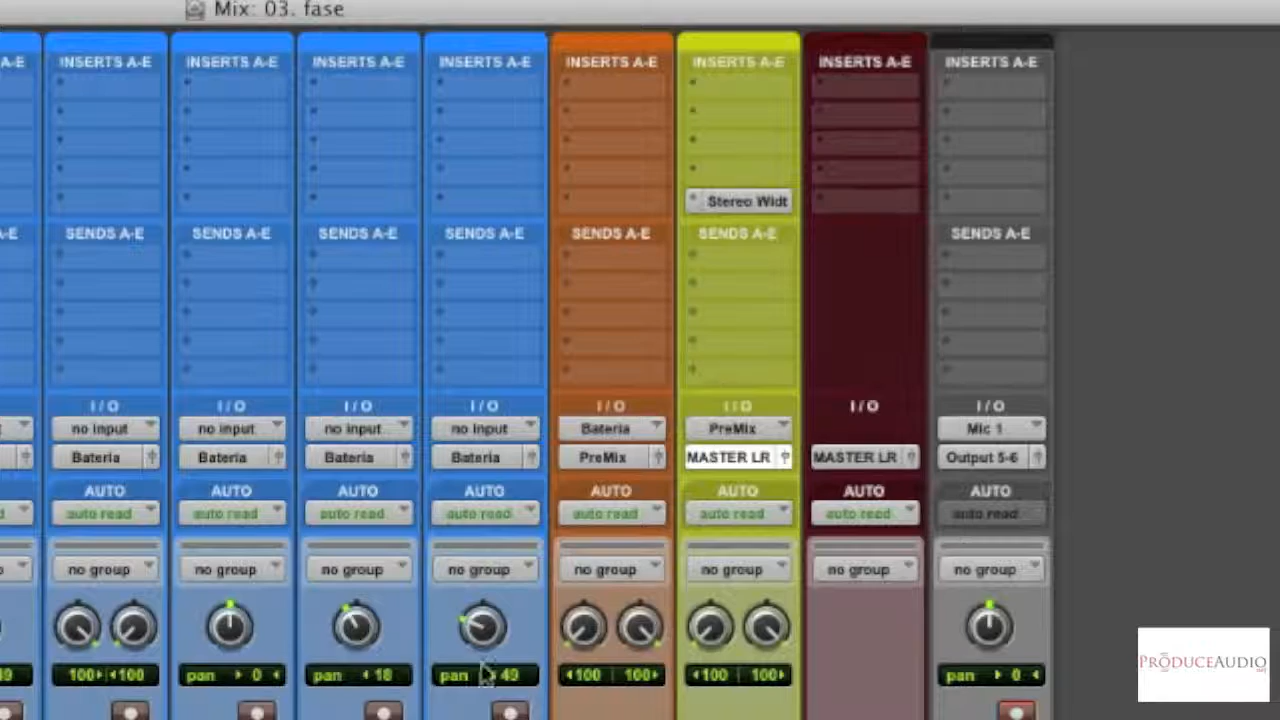 Mix: 03. fase
A-E INSERTS A-E INSERTS A-E INSERTS A-E INSERTS A-E INSERTS A-E INSERTS A-E INSERTS A-E INSERTS A-E
Stereo Widt
A-E SENDS A-E SENDS A-E SENDS A-E SENDS A-E SENDS A-E SENDS A-E SENDS A-E
I/O I/O I/O I/O I/O I/O I/O I/O
no input no input no input no input Bateria PreMix Mic 1
Bateria Bateria Bateria Bateria PreMix MASTER LR MASTER LR Output 5-6
AUTO AUTO AUTO AUTO AUTO AUTO AUTO AUTO
auto read auto read auto read auto read auto read auto read auto read auto read
no group no group no group no group no group no group no group no group
100 100 pan 0 pan 18 pan 49 100 100 100 100 pan 0
PRODUCEAUDIO